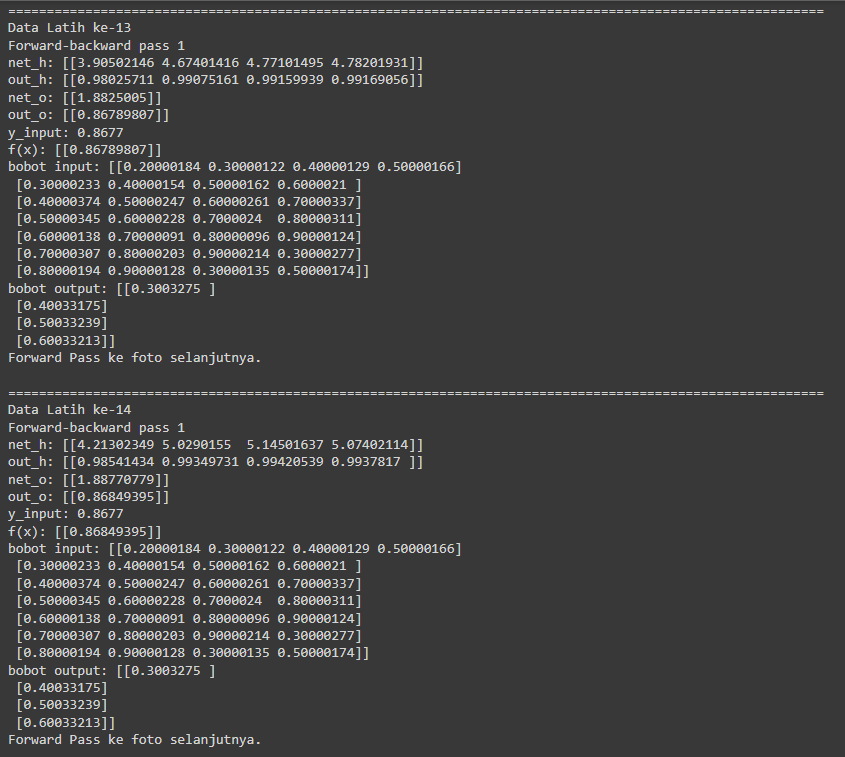 ==========================================================================================================
Data Latih ke-13
Forward-backward pass 1
net_h: [[3.90502146 4.67401416 4.77101495 4.78201931]]
out_h: [[0.98025711 0.99075161 0.99159939 0.99169056]]
net_o: [[1.8825005]]
out_o: [[0.86789807]]
y_input: 0.8677
f(x): [[0.86789807]]
bobot input: [[0.20000184 0.30000122 0.40000129 0.50000166]
 [0.30000233 0.40000154 0.50000162 0.6000021 ]
 [0.40000374 0.50000247 0.60000261 0.70000337]
 [0.50000345 0.60000228 0.7000024  0.80000311]
 [0.60000138 0.70000091 0.80000096 0.90000124]
 [0.70000307 0.80000203 0.90000214 0.30000277]
 [0.80000194 0.90000128 0.30000135 0.50000174]]
bobot output: [[0.3003275 ]
 [0.40033175]
 [0.50033239]
 [0.60033213]]
Forward Pass ke foto selanjutnya.
==========================================================================================================
Data Latih ke-14
Forward-backward pass 1
net_h: [[4.21302349 5.0290155  5.14501637 5.07402114]]
out_h: [[0.98541434 0.99349731 0.99420539 0.9937817 ]]
net_o: [[1.88770779]]
out_o: [[0.86849395]]
y_input: 0.8677
f(x): [[0.86849395]]
bobot input: [[0.20000184 0.30000122 0.40000129 0.50000166]
 [0.30000233 0.40000154 0.50000162 0.6000021 ]
 [0.40000374 0.50000247 0.60000261 0.70000337]
 [0.50000345 0.60000228 0.7000024  0.80000311]
 [0.60000138 0.70000091 0.80000096 0.90000124]
 [0.70000307 0.80000203 0.90000214 0.30000277]
 [0.80000194 0.90000128 0.30000135 0.50000174]]
bobot output: [[0.3003275 ]
 [0.40033175]
 [0.50033239]
 [0.60033213]]
Forward Pass ke foto selanjutnya.